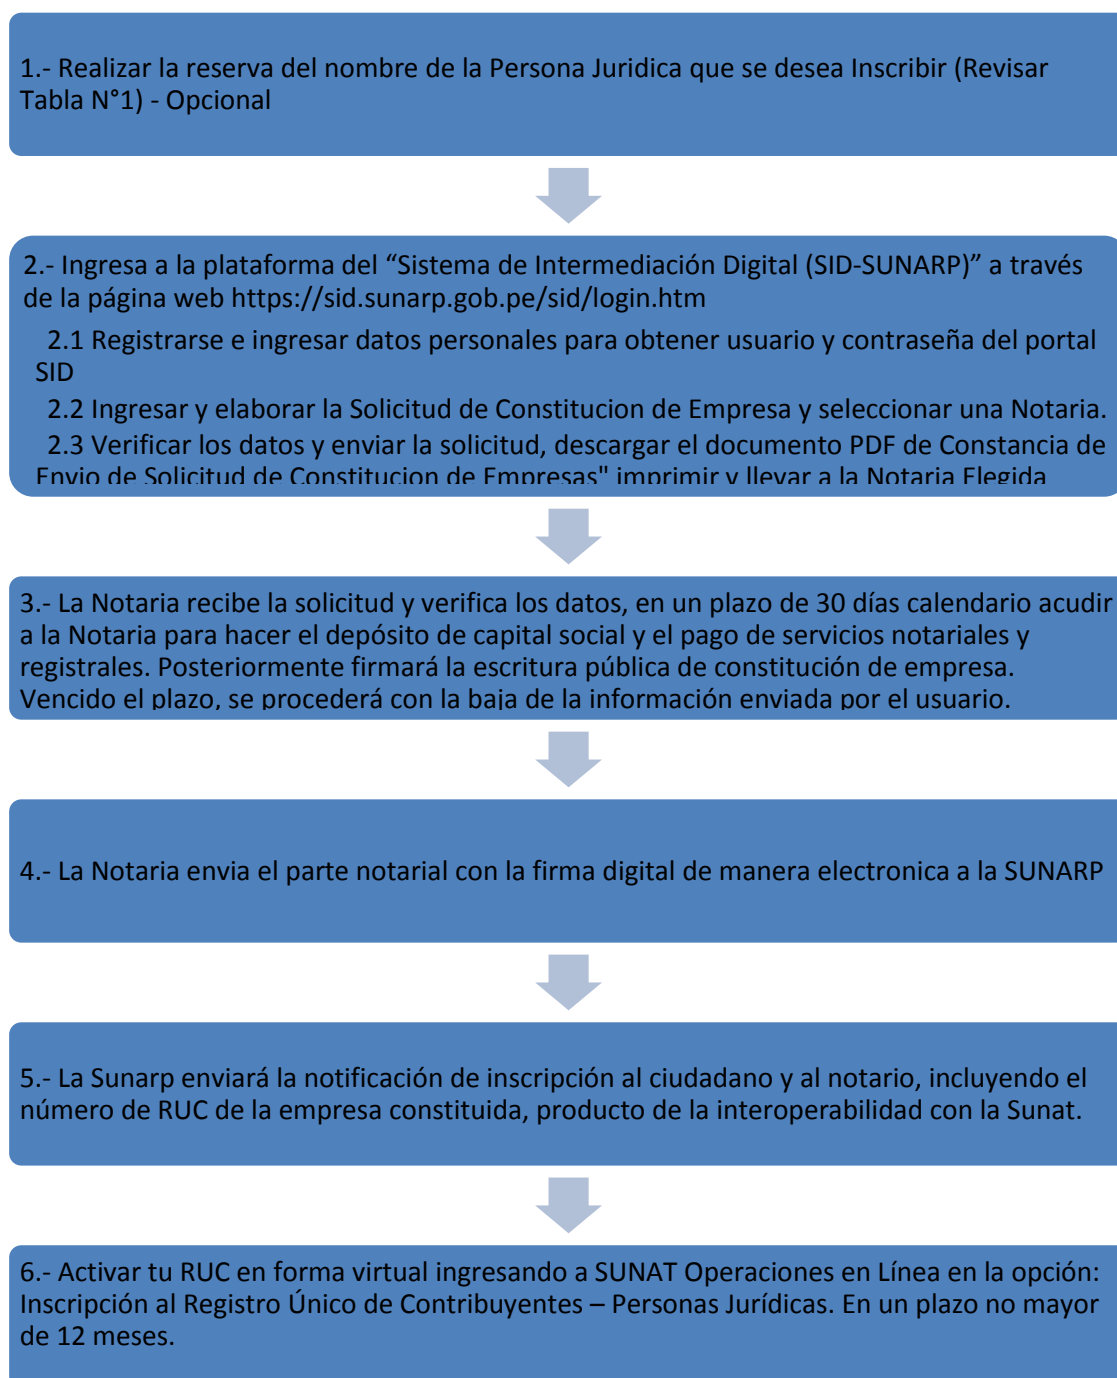 1.- Realizar la reserva del nombre de la Persona Juridica que se desea Inscribir (Revisar
Tabla N°1) - Opcional
2.- Ingresa a la plataforma del “Sistema de Intermediación Digital (SID-SUNARP)” a través
de la página web https://sid.sunarp.gob.pe/sid/login.htm
2.1 Registrarse e ingresar datos personales para obtener usuario y contraseña del portal
SID
2.2 Ingresar y elaborar la Solicitud de Constitucion de Empresa y seleccionar una Notaria.
2.3 Verificar los datos y enviar la solicitud, descargar el documento PDF de Constancia de
Envio de Solicitud de Constitucion de Empresas" imprimir y llevar a la Notaria Elegida
3.- La Notaria recibe la solicitud y verifica los datos, en un plazo de 30 días calendario acudir
a la Notaria para hacer el depósito de capital social y el pago de servicios notariales y
registrales. Posteriormente firmará la escritura pública de constitución de empresa.
Vencido el plazo, se procederá con la baja de la información enviada por el usuario.
4.- La Notaria envia el parte notarial con la firma digital de manera electronica a la SUNARP
5.- La Sunarp enviará la notificación de inscripción al ciudadano y al notario, incluyendo el
número de RUC de la empresa constituida, producto de la interoperabilidad con la Sunat.
6.- Activar tu RUC en forma virtual ingresando a SUNAT Operaciones en Línea en la opción:
Inscripción al Registro Único de Contribuyentes – Personas Jurídicas. En un plazo no mayor
de 12 meses.